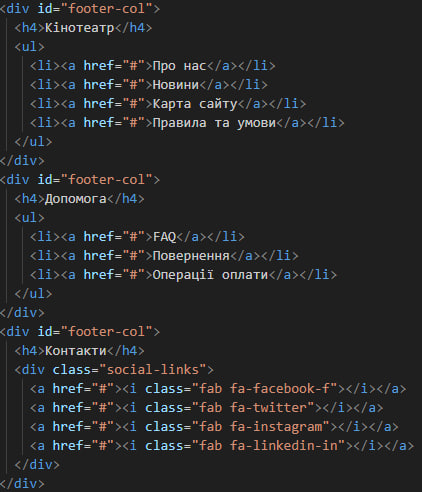 <div id="footer-col">
<h4>Кінотеатр</h4>
<ul>
<li><a href="#">Про нас</a></li>
<li><a href="#">Новини</a></li>
<li><a href="#">Карта сайту</a></li>
<li><a href="#">Правила та умови</a></li>
</ul>
</div>
<div id="footer-col">
<h4>Допомога</h4>
<ul>
<li><a href="#">FAQ</a></li>
<li><a href="#">Повернення</a></li>
<li><a href="#">Операції оплати</a></li>
</ul>
</div>
<div id="footer-col">
<h4>Контакти</h4>
<div class="social-links">
<a href="#"><i class="fab fa-facebook-f"></i></a>
<a href="#"><i class="fab fa-twitter"></i></a>
<a href="#"><i class="fab fa-instagram"></i></a>
<a href="#"><i class="fab fa-linkedin-in"></i></a>
</div>
</div>